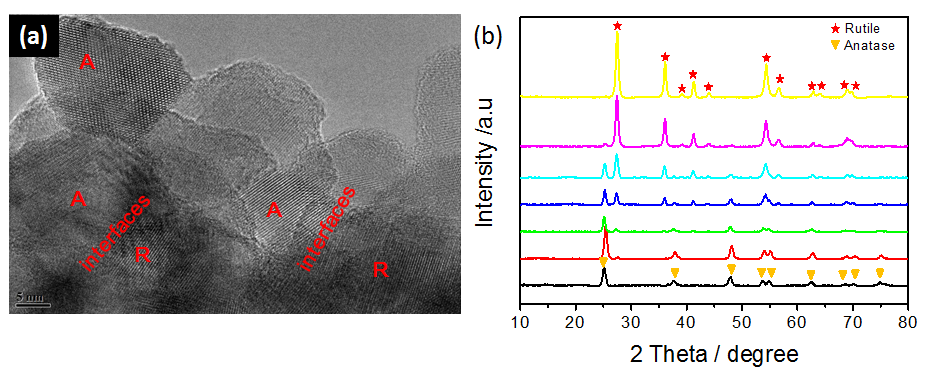 (a)
A
A
Interfaces
R
A
Interfaces
R
5 nm
(b)
Rutile
Anatase
Intensity /a.u
10 20 30 40 50 60 70 80
2 Theta / degree